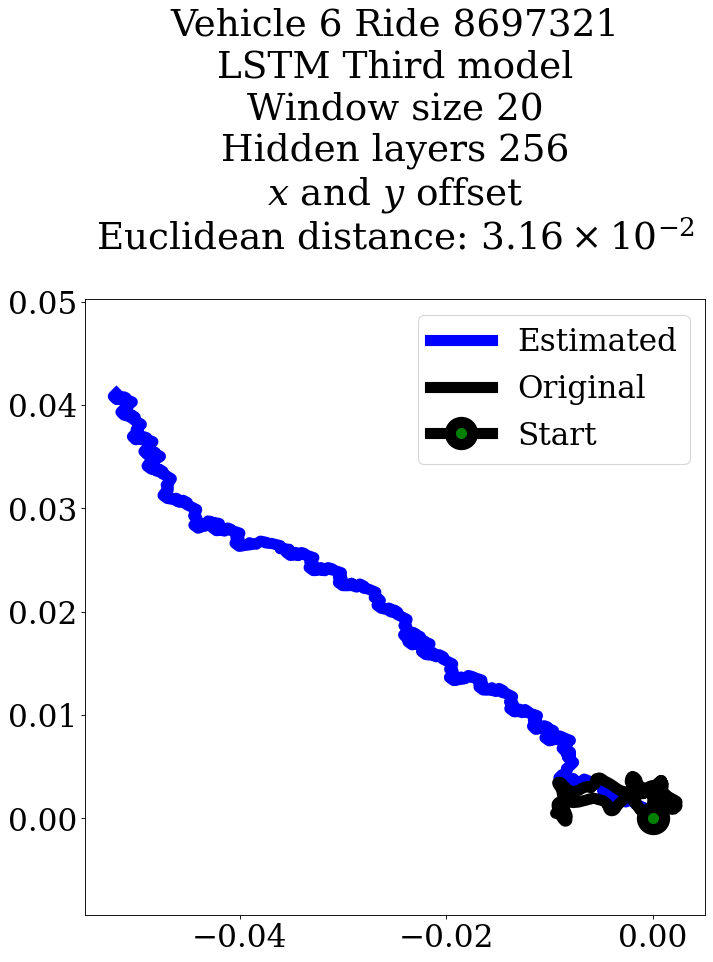 Vehicle 6 Ride 8697321
LSTM Third model
Window size 20
Hidden layers 256
x and y offset
Euclidean distance: 3.16 × 10⁻²
0.05
0.04
0.03
0.02
0.01
0.00
Estimated
Original
Start
−0.04
−0.02
0.00